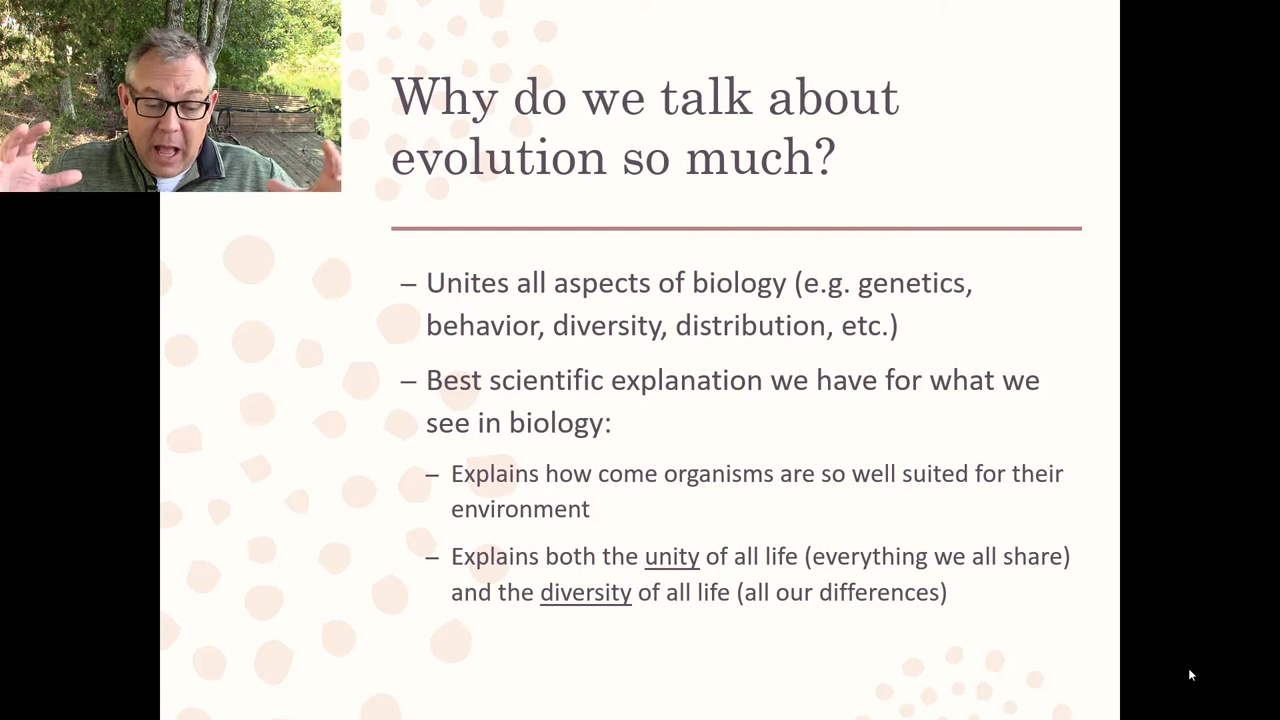 Why do we talk about
evolution so much?
– Unites all aspects of biology (e.g. genetics,
behavior, diversity, distribution, etc.)
– Best scientific explanation we have for what we
see in biology:
– Explains how come organisms are so well suited for their
environment
– Explains both the unity of all life (everything we all share)
and the diversity of all life (all our differences)